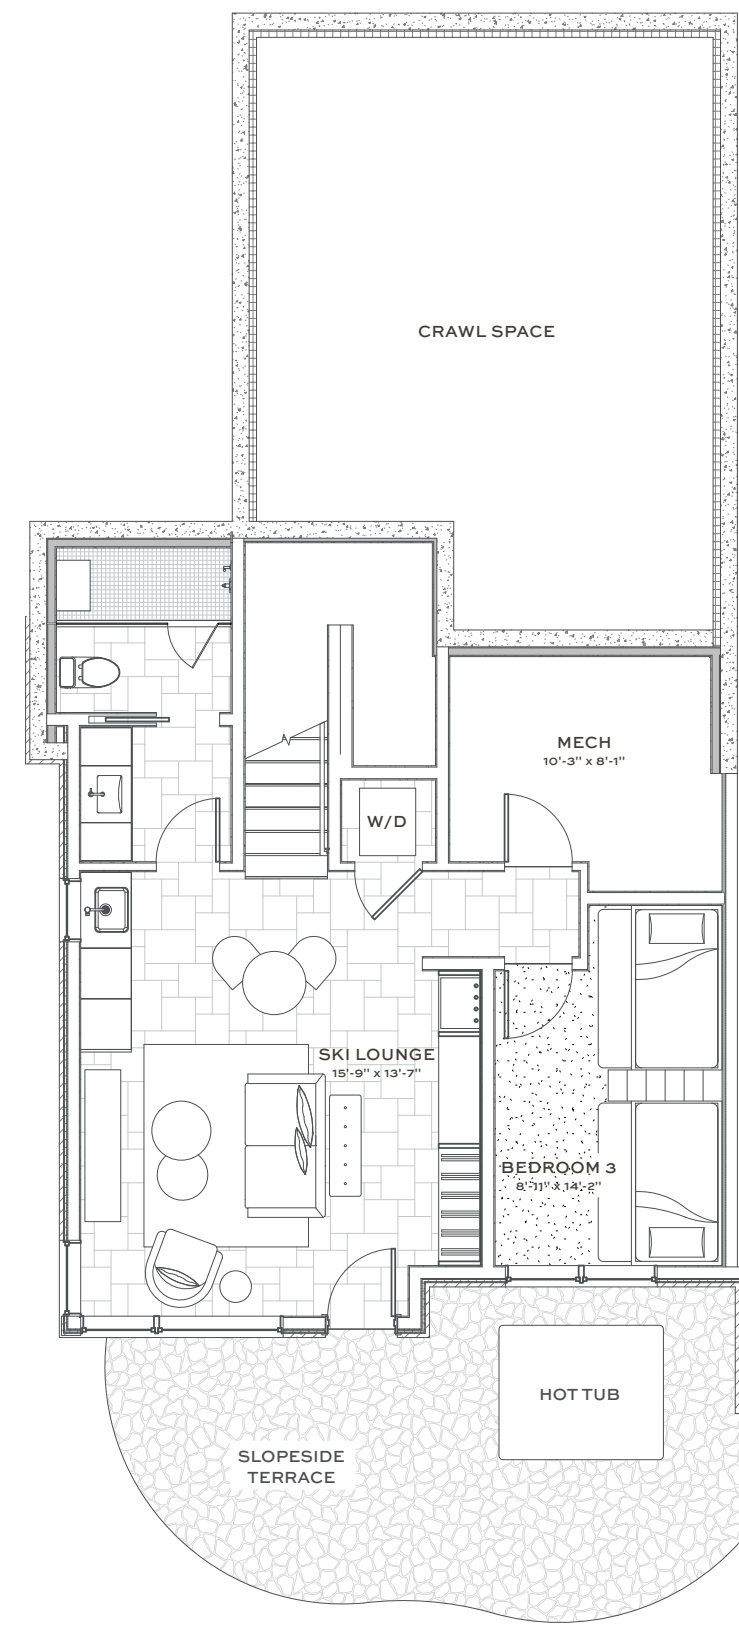 CRAWL SPACE
MECH
10'-3" x 8'-1"
W/D
SKI LOUNGE
15'-9" x 13'-7"
BEDROOM 3
8'-11" x 14'-2"
HOT TUB
SLOPESIDE
TERRACE